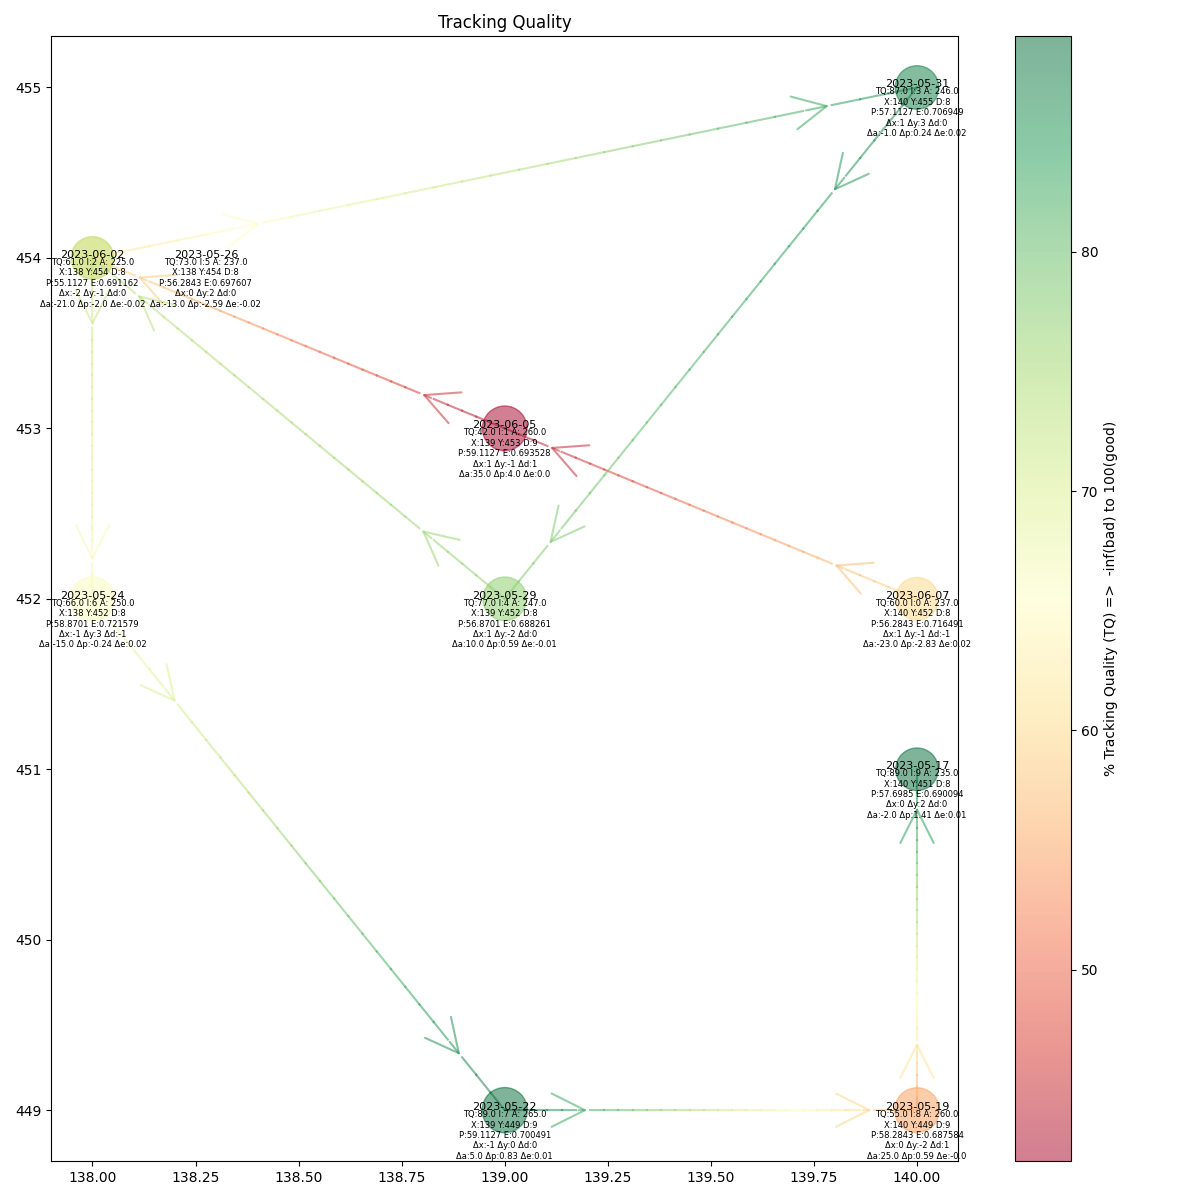 Tracking Quality
455
454
453
452
451
450
449
2023-05-31
TQ:87.0 I:3 A: 246.0
X:140 Y:455 D:8
P:57.1127 E:0.706949
Δx:1 Δy:3 Δd:0
Δa:-1.0 Δp:0.24 Δe:0.02
2023-06-02
TQ:61.0 I:2 A: 225.0
X:138 Y:454 D:8
P:55.1127 E:0.691162
Δx:-2 Δy:-1 Δd:0
Δa:-21.0 Δp:-2.0 Δe:-0.02
2023-05-26
TQ:73.0 I:5 A: 237.0
X:138 Y:454 D:8
P:56.2843 E:0.697607
Δx:0 Δy:2 Δd:0
Δa:-13.0 Δp:-2.59 Δe:-0.02
2023-06-05
TQ:42.0 I:1 A: 260.0
X:139 Y:453 D:9
P:59.1127 E:0.693528
Δx:1 Δy:-1 Δd:1
Δa:35.0 Δp:4.0 Δe:0.0
2023-05-24
TQ:66.0 I:6 A: 250.0
X:138 Y:452 D:8
P:58.8701 E:0.721579
Δx:-1 Δy:3 Δd:-1
Δa:-15.0 Δp:-0.24 Δe:0.02
2023-05-29
TQ:77.0 I:4 A: 247.0
X:139 Y:452 D:8
P:56.8701 E:0.688261
Δx:1 Δy:-2 Δd:0
Δa:10.0 Δp:0.59 Δe:-0.01
2023-06-07
TQ:60.0 I:0 A: 237.0
X:140 Y:452 D:8
P:56.2843 E:0.716491
Δx:1 Δy:-1 Δd:-1
Δa:-23.0 Δp:-2.83 Δe:0.02
2023-05-17
TQ:89.0 I:9 A: 235.0
X:140 Y:451 D:8
P:57.6985 E:0.690094
Δx:0 Δy:2 Δd:0
Δa:-2.0 Δp:1.41 Δe:0.01
2023-05-22
TQ:89.0 I:7 A: 265.0
X:139 Y:449 D:9
P:59.1127 E:0.700491
Δx:-1 Δy:0 Δd:0
Δa:5.0 Δp:0.83 Δe:0.01
2023-05-19
TQ:55.0 I:8 A: 260.0
X:140 Y:449 D:9
P:58.2843 E:0.687584
Δx:0 Δy:-2 Δd:1
Δa:25.0 Δp:0.59 Δe:-0.0
138.00 138.25 138.50 138.75 139.00 139.25 139.50 139.75 140.00
80
70
60
50
% Tracking Quality (TQ) => -inf(bad) to 100(good)